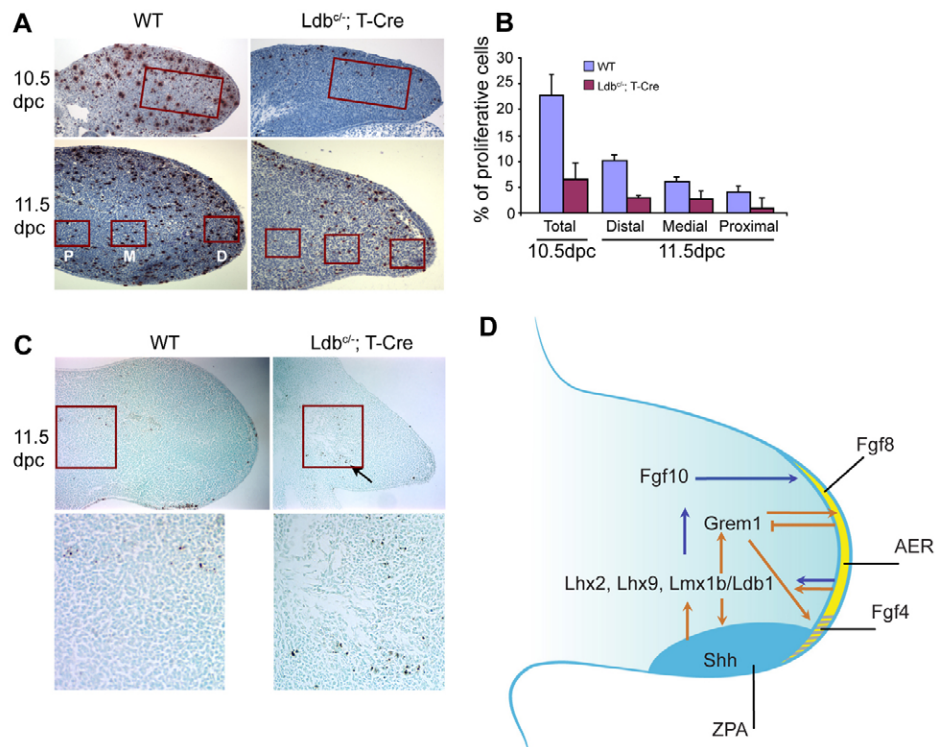 A
WT
Ldbc/-; T-Cre
10.5
dpc
11.5
dpc
P
M
D
B
% of proliferative cells
30
25
20
15
10
5
0
WT
Ldbc/-; T-Cre
Total
Distal
Medial
Proximal
10.5dpc
11.5dpc
C
WT
Ldbc/-; T-Cre
11.5
dpc
D
Fgf8
Fgf10
Grem1
AER
Lhx2, Lhx9, Lmx1b/Ldb1
Fgf4
Shh
ZPA